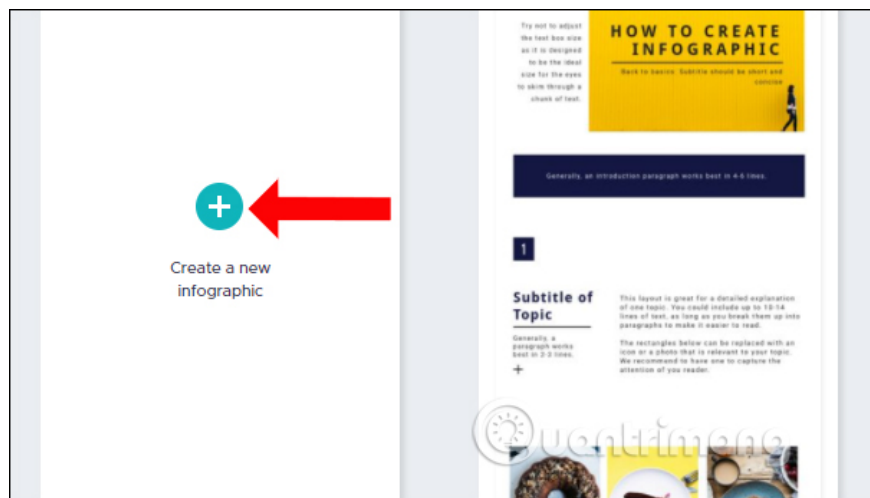 Create a new
infographic
Try not to adjust
the text box size
as it is designed
to be the ideal
size for the eyes
to skim through a
chunk of text.
HOW TO CREATE
INFOGRAPHIC
Back to basics: Subtitle should be short and
concise
Generally, an introduction paragraph works best in 4-5 lines.
1
Subtitle of
Topic
Generally, a
paragraph works
best in 2-3 lines.
This layout is great for a detailed explanation
of one topic. You could include up to 10-14
lines of text, as long as you break them up into
paragraphs to make it easier to read.
The rectangles below can be replaced with an
icon or a photo that is relevant to your topic.
We recommend to have one to capture the
attention of you reader.
Quantrimang